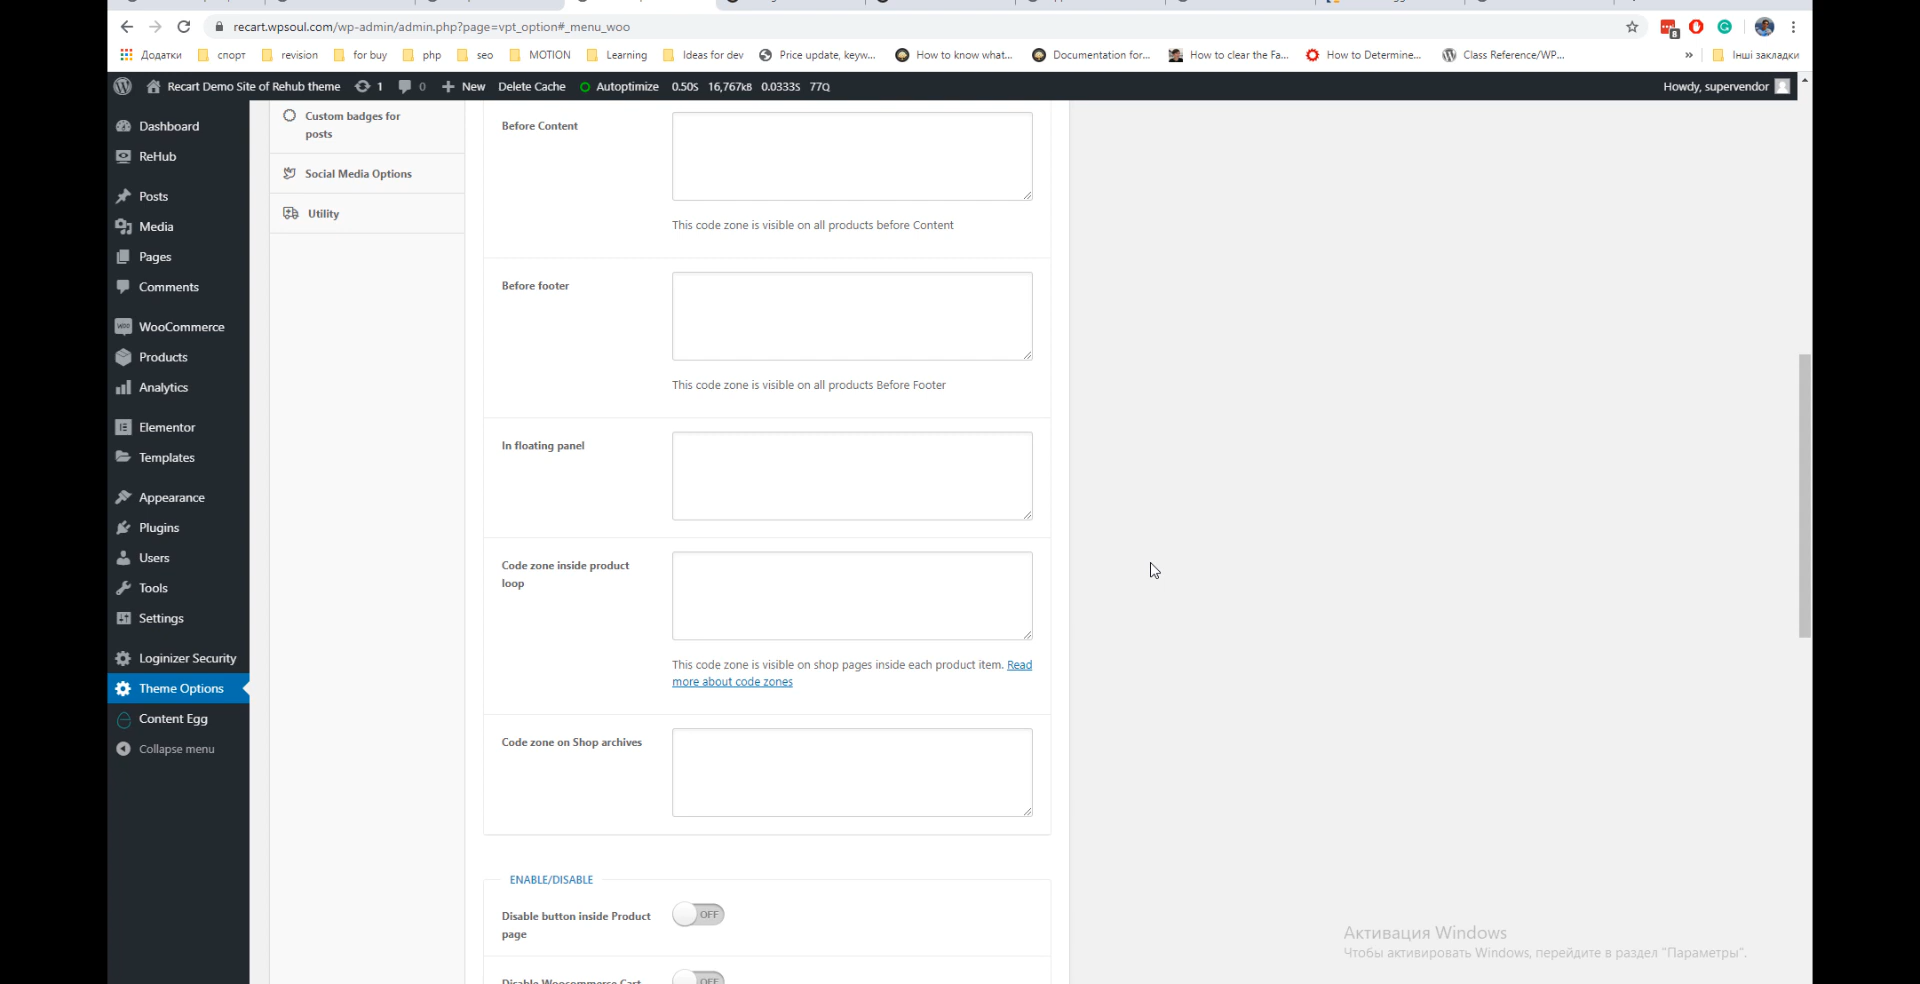 recart.wpsoul.com/wp-admin/admin.php?page=vpt_option#_menu_woo
8
Додатки спорт revision for buy php seo MOTION Learning Ideas for dev Price update, keyw... How to know what... Documentation for... How to clear the Fa... How to Determine... Class Reference/WP... » Інші закладки
Recart Demo Site of Rehub theme 1 0 New Delete Cache Autoptimize 0.50s 16,767KB 0.0333s 77Q Howdy, supervendor
Dashboard
ReHub
Posts
Media
Pages
Comments
WooCommerce
Products
Analytics
Elementor
Templates
Appearance
Plugins
Users
Tools
Settings
Loginizer Security
Theme Options
Content Egg
Collapse menu
Custom badges for
posts
Social Media Options
Utility
Before Content
This code zone is visible on all products before Content
Before footer
This code zone is visible on all products Before Footer
In floating panel
Code zone inside product
loop
This code zone is visible on shop pages inside each product item. Read
more about code zones
Code zone on Shop archives
ENABLE/DISABLE
Disable button inside Product
page
OFF
Disable Woocommerce Cart
OFF
Активация Windows
Чтобы активировать Windows, перейдите в раздел "Параметры".